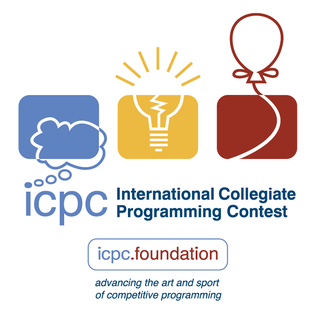 icpc
International Collegiate
Programming Contest
icpc.foundation
advancing the art and sport
of competitive programming